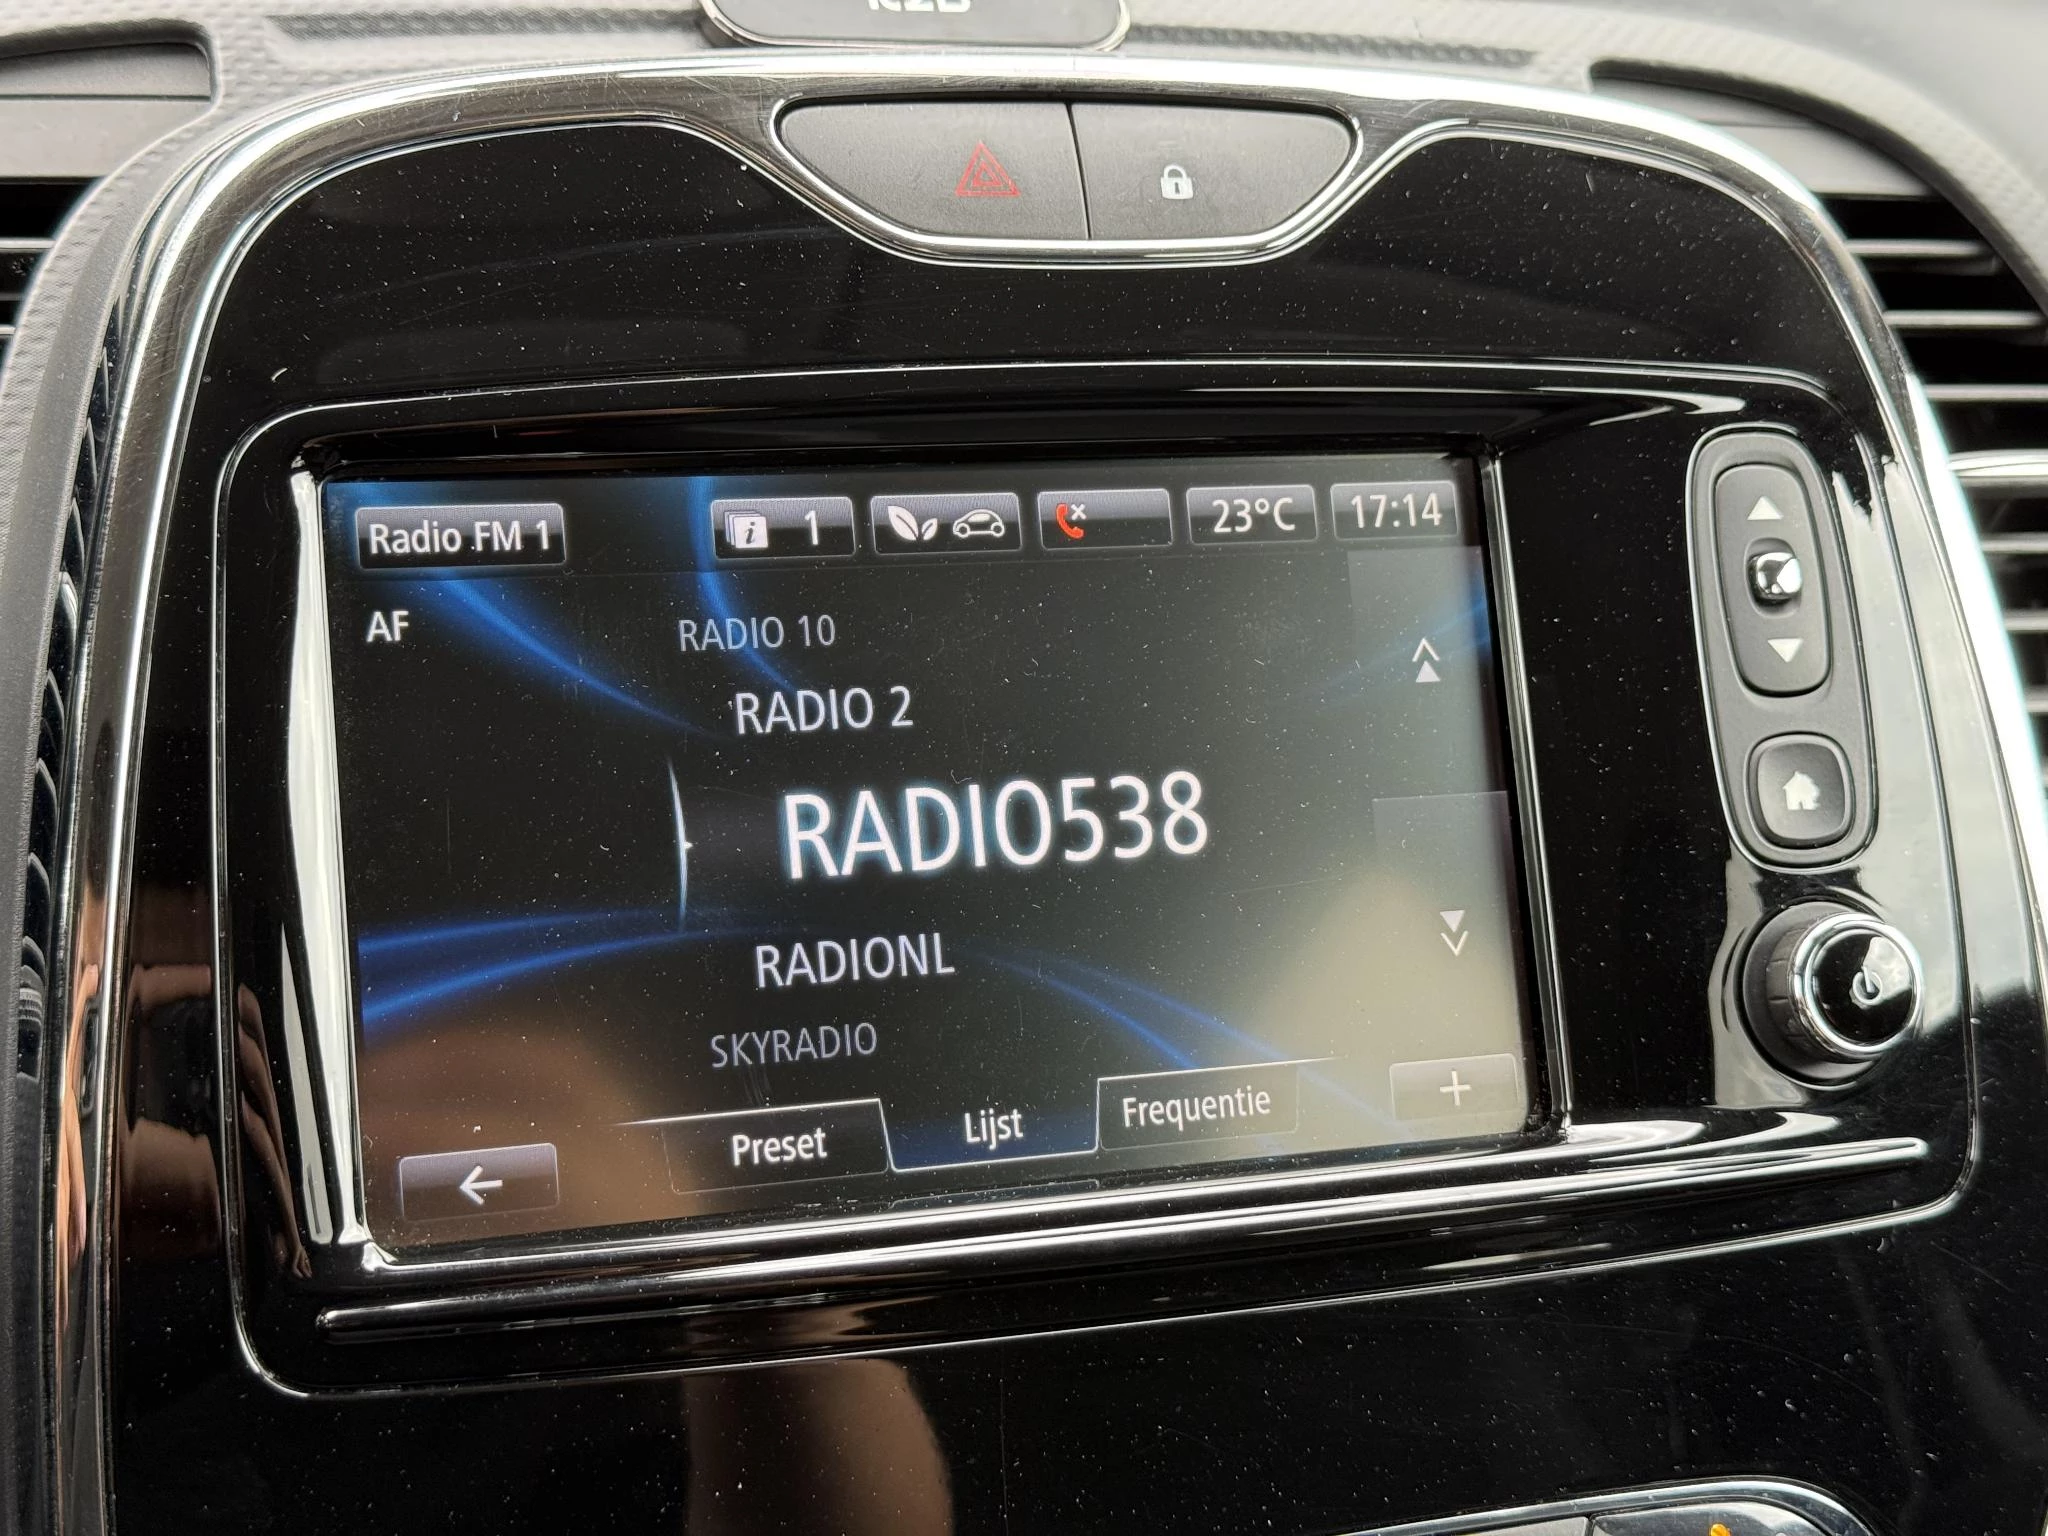 Radio FM 1
1
23°C
17:14
AF
RADIO 10
RADIO 2
RADIO538
RADIONL
SKYRADIO
Preset
Lijst
Frequentie
+